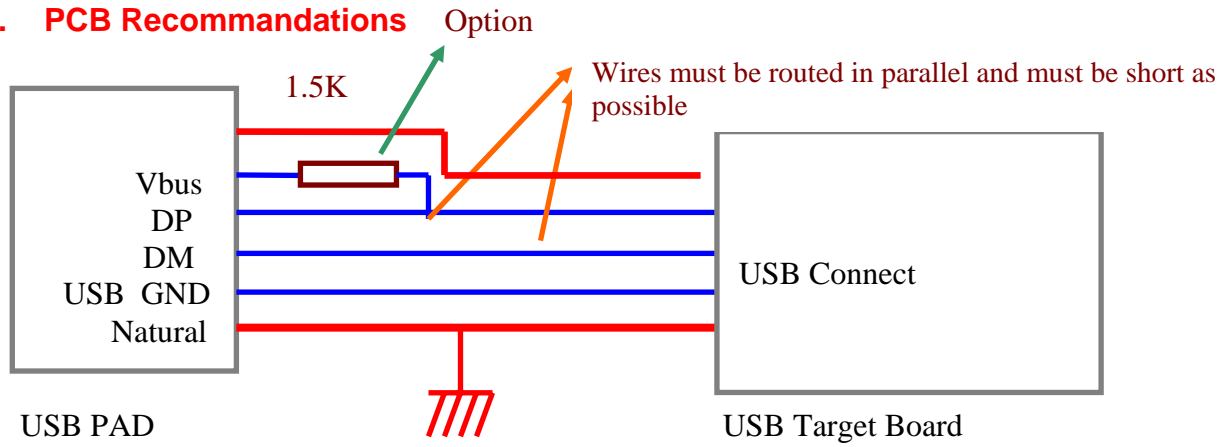 . PCB Recommandations Option
1.5K
Wires must be routed in parallel and must be short as
possible
Vbus
DP
DM
USB GND
Natural
USB Connect
USB PAD
USB Target Board